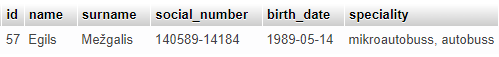 id name surname social_number birth_date speciality
57 Egils Mežgalis 140589-14184 1989-05-14 mikroautobuss, autobuss